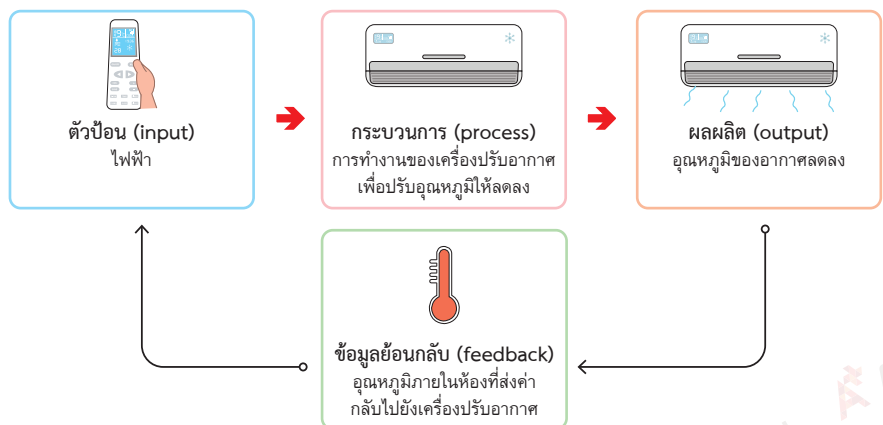 ตัวป้อน (input)
ไฟฟ้า
กระบวนการ (process)
การทำงานของเครื่องปรับอากาศ
เพื่อปรับอุณหภูมิให้ลดลง
ผลผลิต (output)
อุณหภูมิของอากาศลดลง
ข้อมูลย้อนกลับ (feedback)
อุณหภูมิภายในห้องที่ส่งค่า
กลับไปยังเครื่องปรับอากาศ